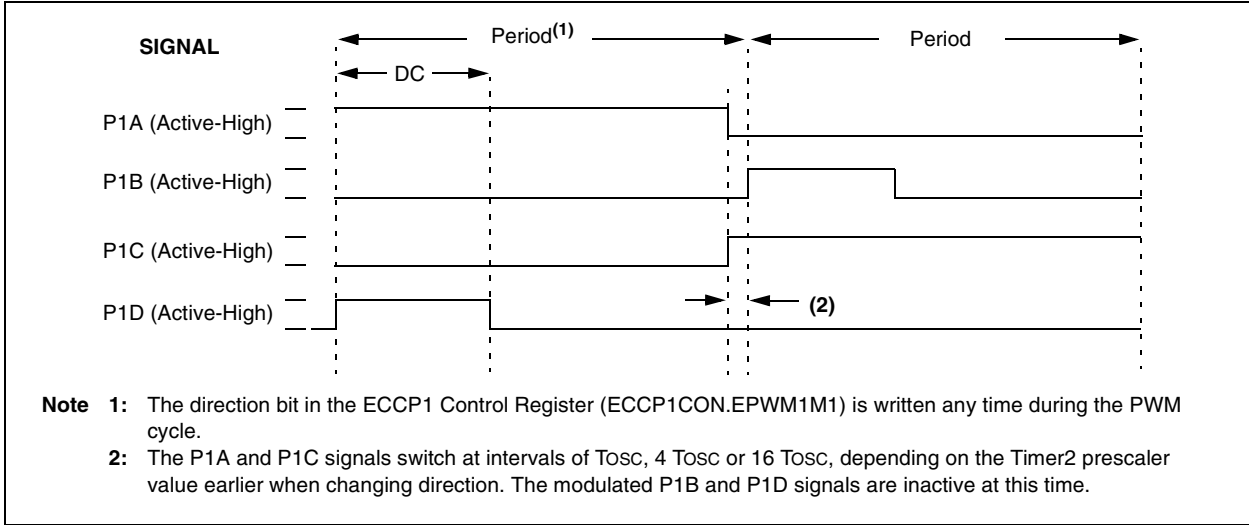 SIGNAL
Period(1)
Period
DC
P1A (Active-High)
P1B (Active-High)
P1C (Active-High)
P1D (Active-High)
(2)
Note 1: The direction bit in the ECCP1 Control Register (ECCP1CON.EPWM1M1) is written any time during the PWM
cycle.
2: The P1A and P1C signals switch at intervals of TOSC, 4 TOSC or 16 TOSC, depending on the Timer2 prescaler
value earlier when changing direction. The modulated P1B and P1D signals are inactive at this time.